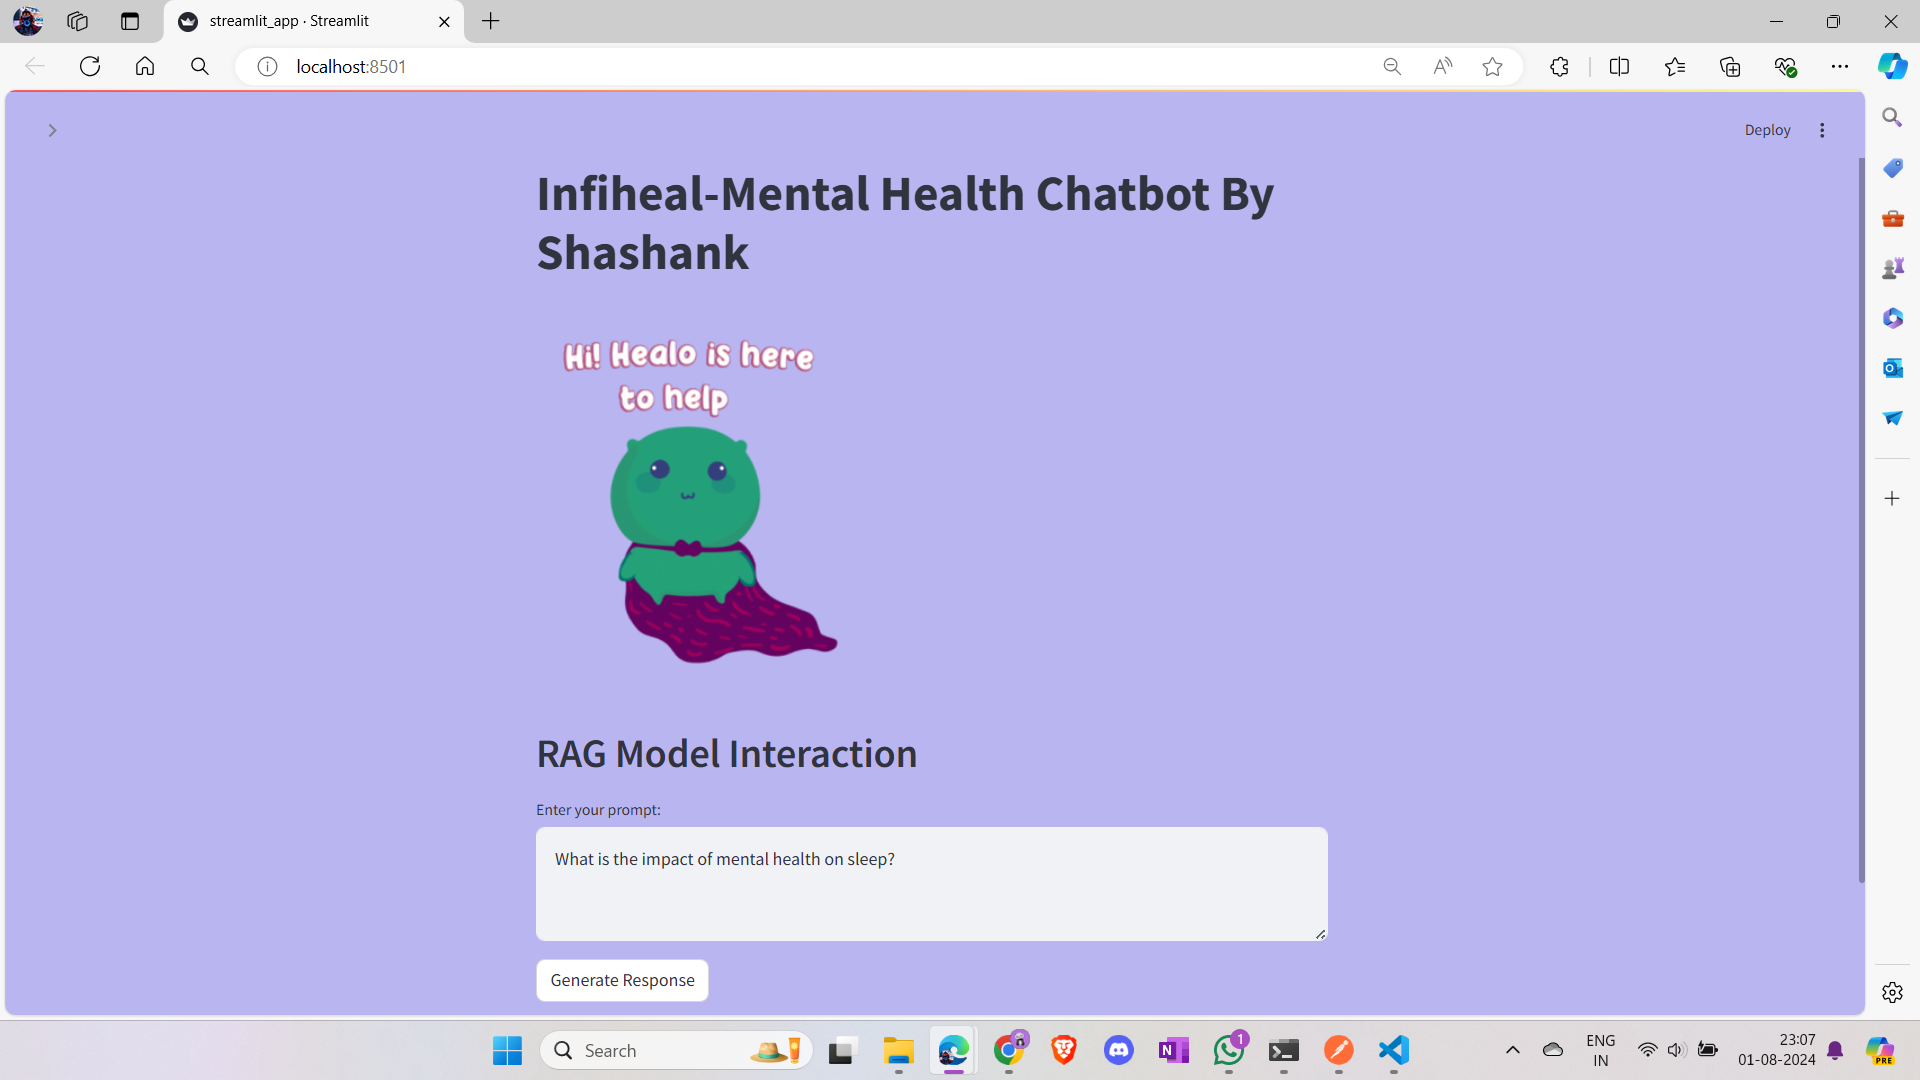 streamlit_app · Streamlit
localhost:8501
Deploy
Infiheal-Mental Health Chatbot By
Shashank
Hi! Healo is here
to help
RAG Model Interaction
Enter your prompt:
What is the impact of mental health on sleep?
Generate Response
Search
1
ENG
IN
23:07
01-08-2024
PRE